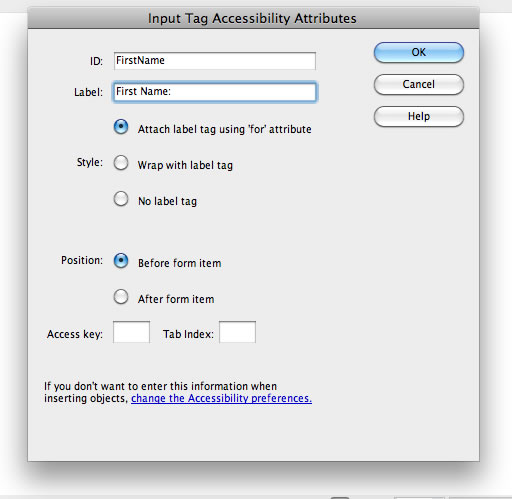 Input Tag Accessibility Attributes
ID: FirstName
OK
Label: First Name:
Cancel
Help
Attach label tag using 'for' attribute
Style: Wrap with label tag
No label tag
Position: Before form item
After form item
Access key: Tab Index:
If you don't want to enter this information when
inserting objects, change the Accessibility preferences.